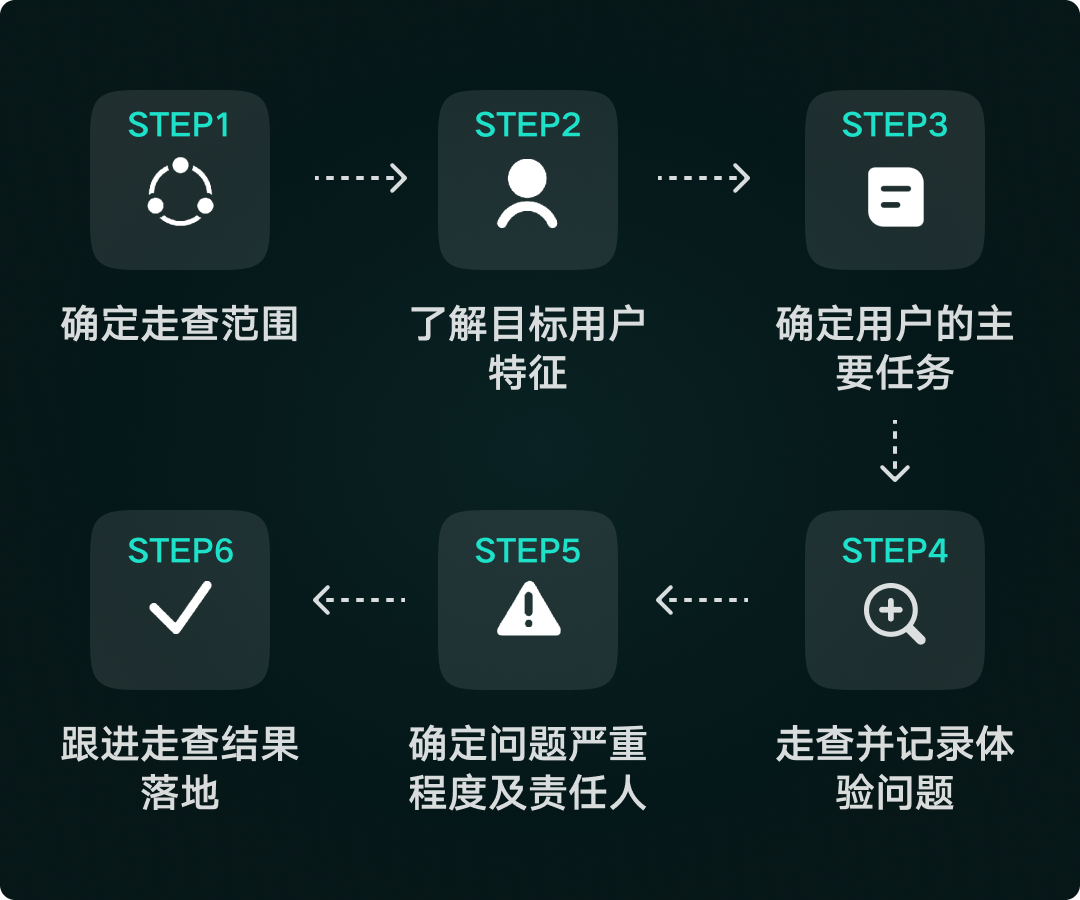 STEP1
确定走查范围
STEP2
了解目标用户
特征
STEP3
确定用户的主
要任务
STEP4
走查并记录体
验问题
STEP5
确定问题严重
程度及责任人
STEP6
跟进走查结果
落地